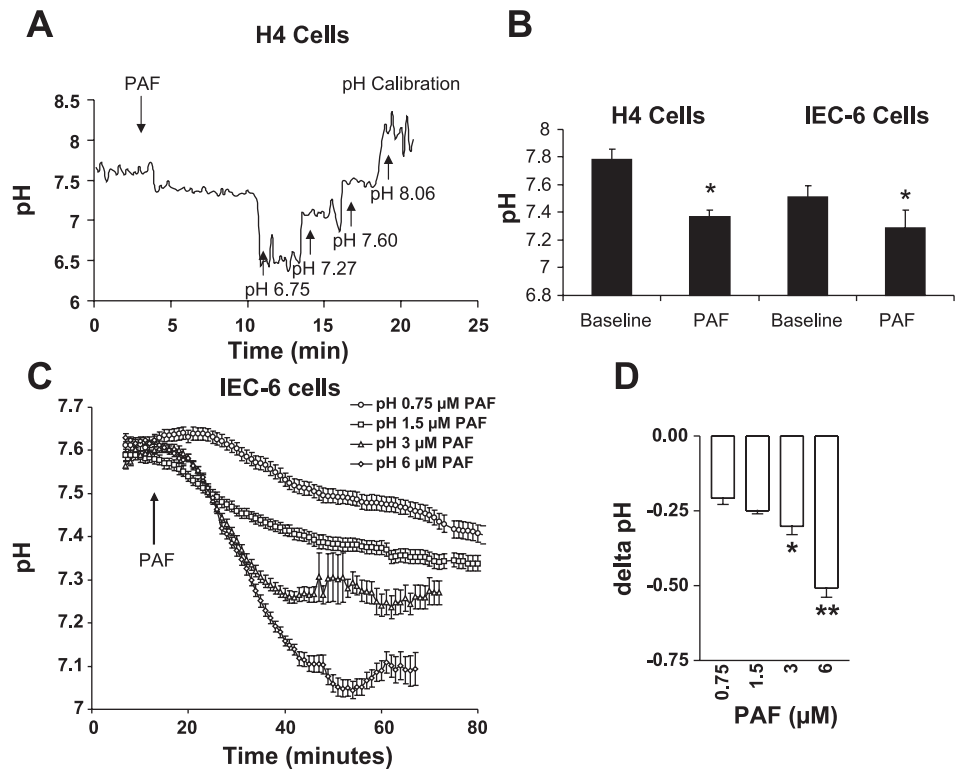 A
H4 Cells
PAF
pH Calibration
8.5
8
7.5
7
6.5
6
pH
pH 8.06
pH 7.60
pH 7.27
pH 6.75
0 5 10 15 20 25
Time (min)
B
H4 Cells IEC-6 Cells
8
7.8
7.6
7.4
7.2
7
6.8
pH
* *
Baseline PAF Baseline PAF
C
IEC-6 cells
pH 0.75 µM PAF
pH 1.5 µM PAF
pH 3 µM PAF
pH 6 µM PAF
7.7
7.6
7.5
7.4
7.3
7.2
7.1
7
pH
PAF
0 20 40 60 80
Time (minutes)
D
0.00
-0.25
-0.50
-0.75
delta pH
*
**
0.75 1.5 3 6
PAF (µM)